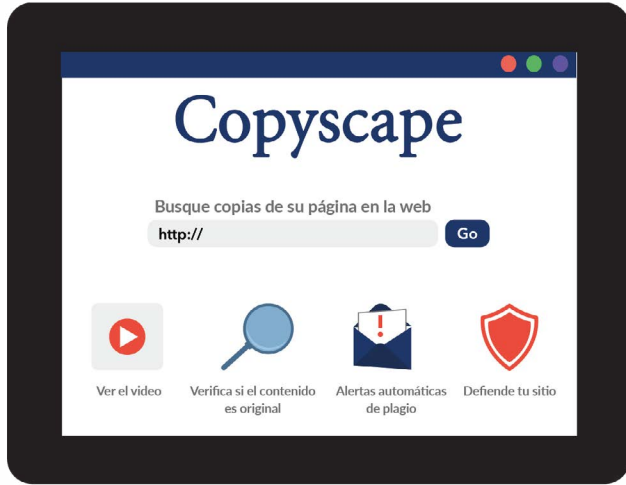 Copyscape
Busque copias de su página en la web
http://
Go
Ver el video
Verifica si el contenido
es original
Alertas automáticas
de plagio
Defiende tu sitio